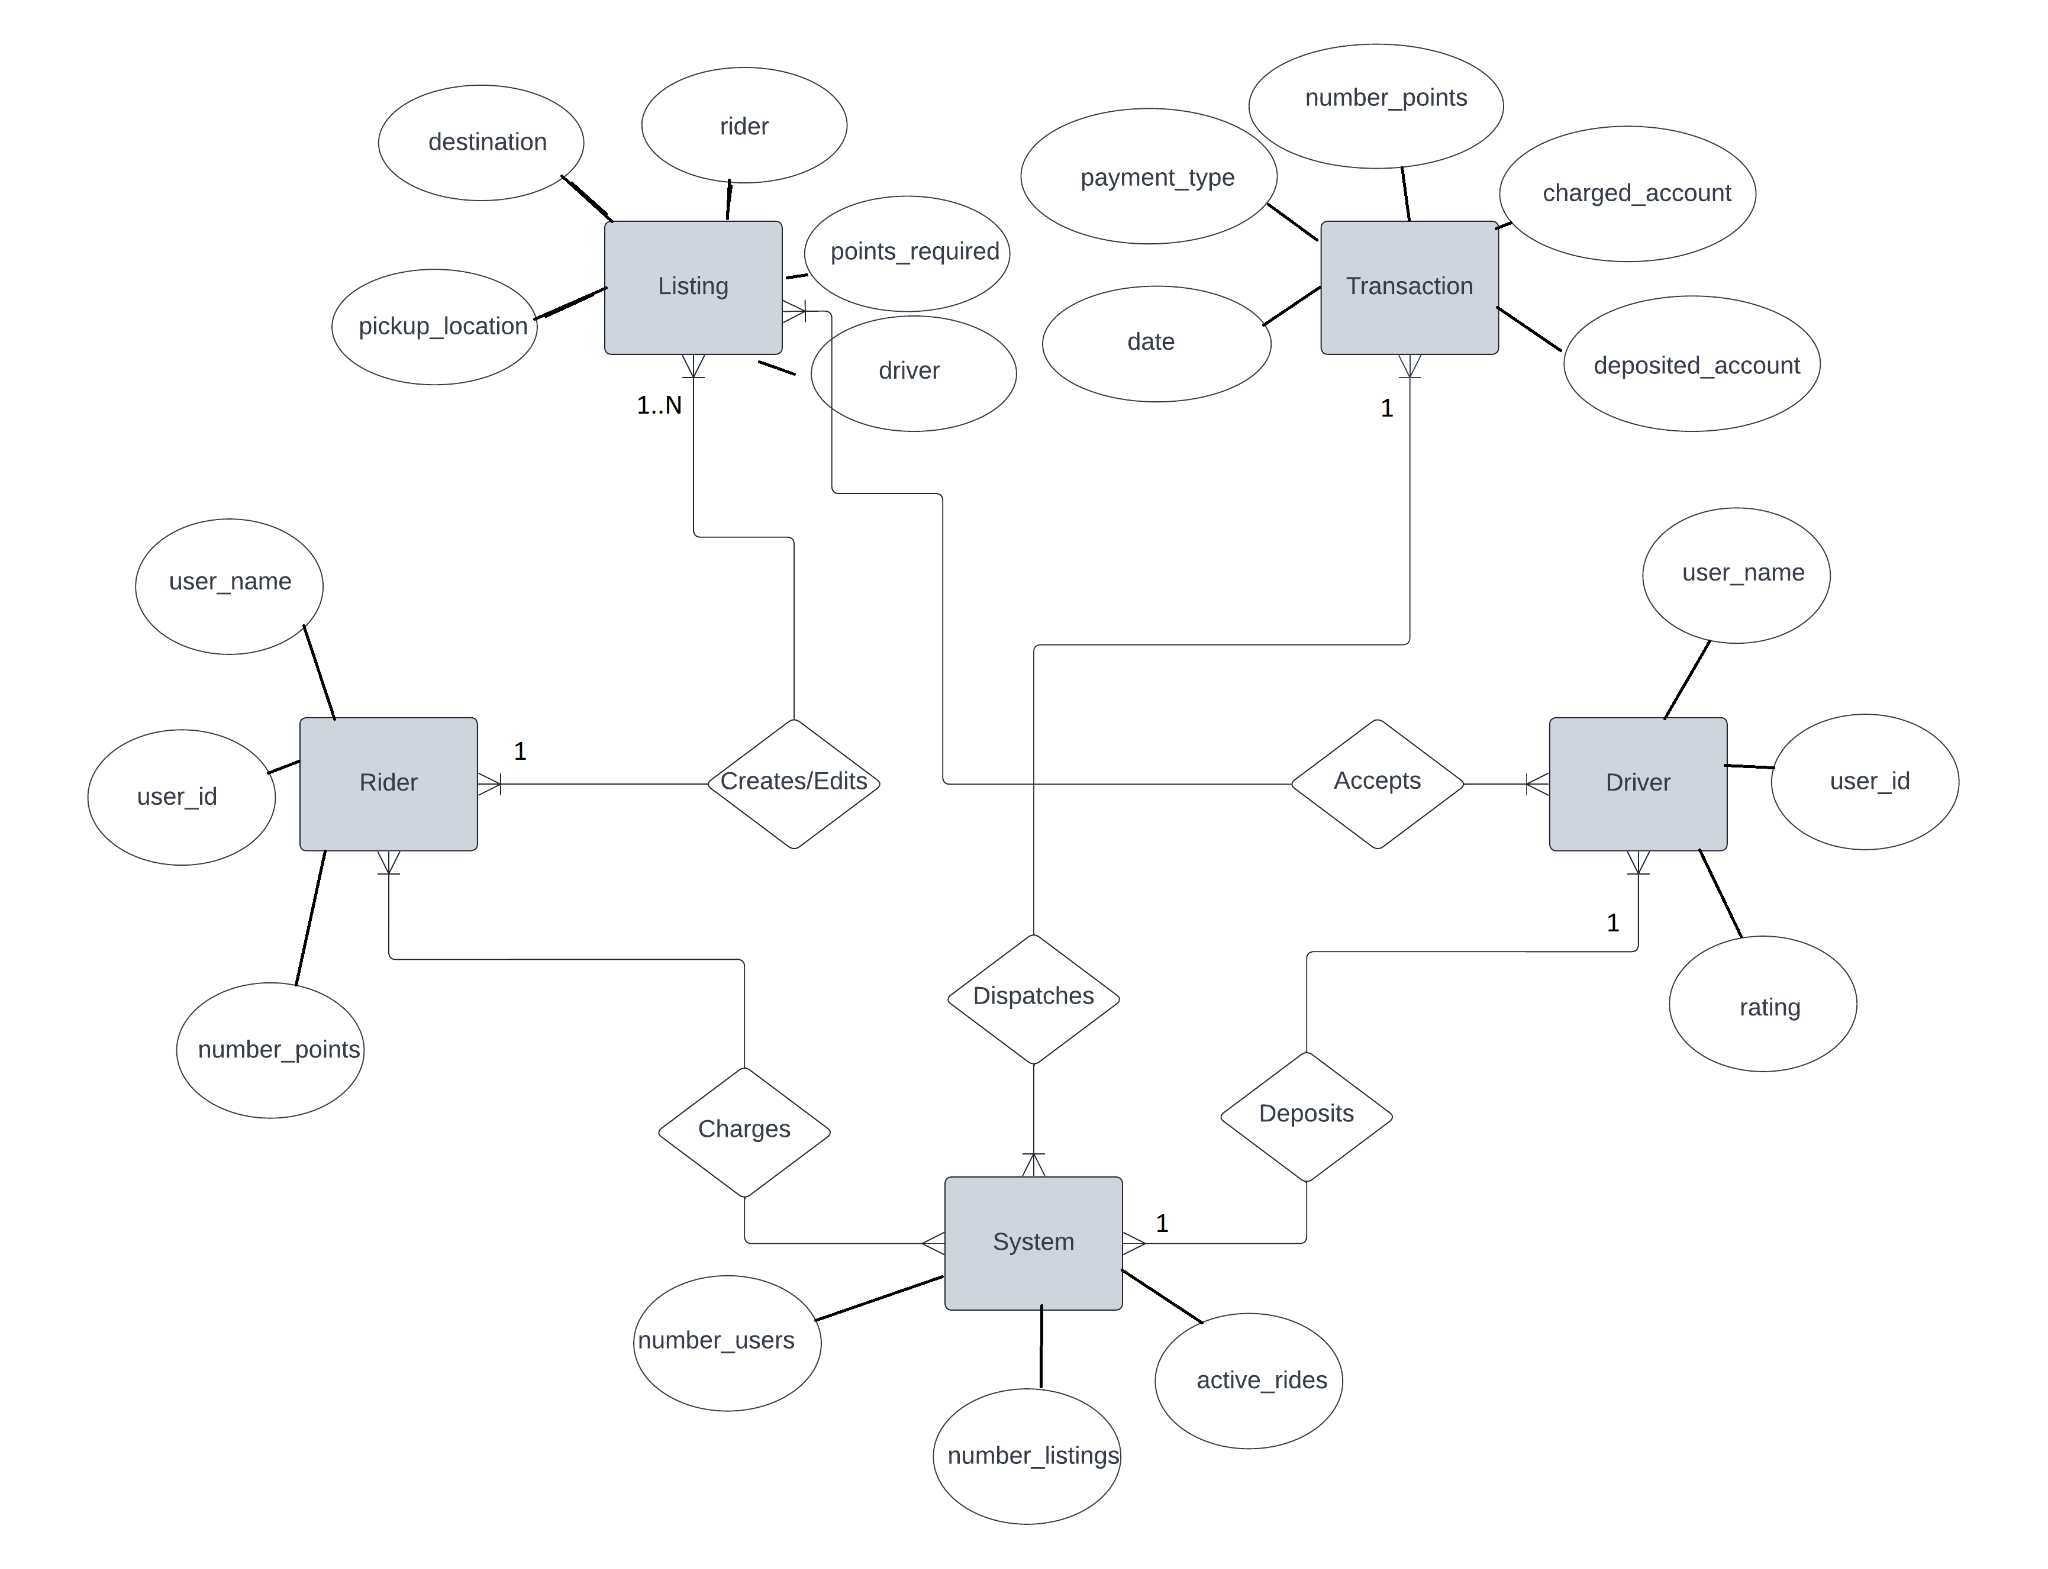 number_points
rider
destination
payment_type
charged_account
points_required
Listing
Transaction
pickup_location
date
driver
deposited_account
1..N
1
user_name
user_name
1
Rider
Creates/Edits
Accepts
Driver
user_id
user_id
1
Dispatches
rating
number_points
Charges
Deposits
1
System
number_users
active_rides
number_listings